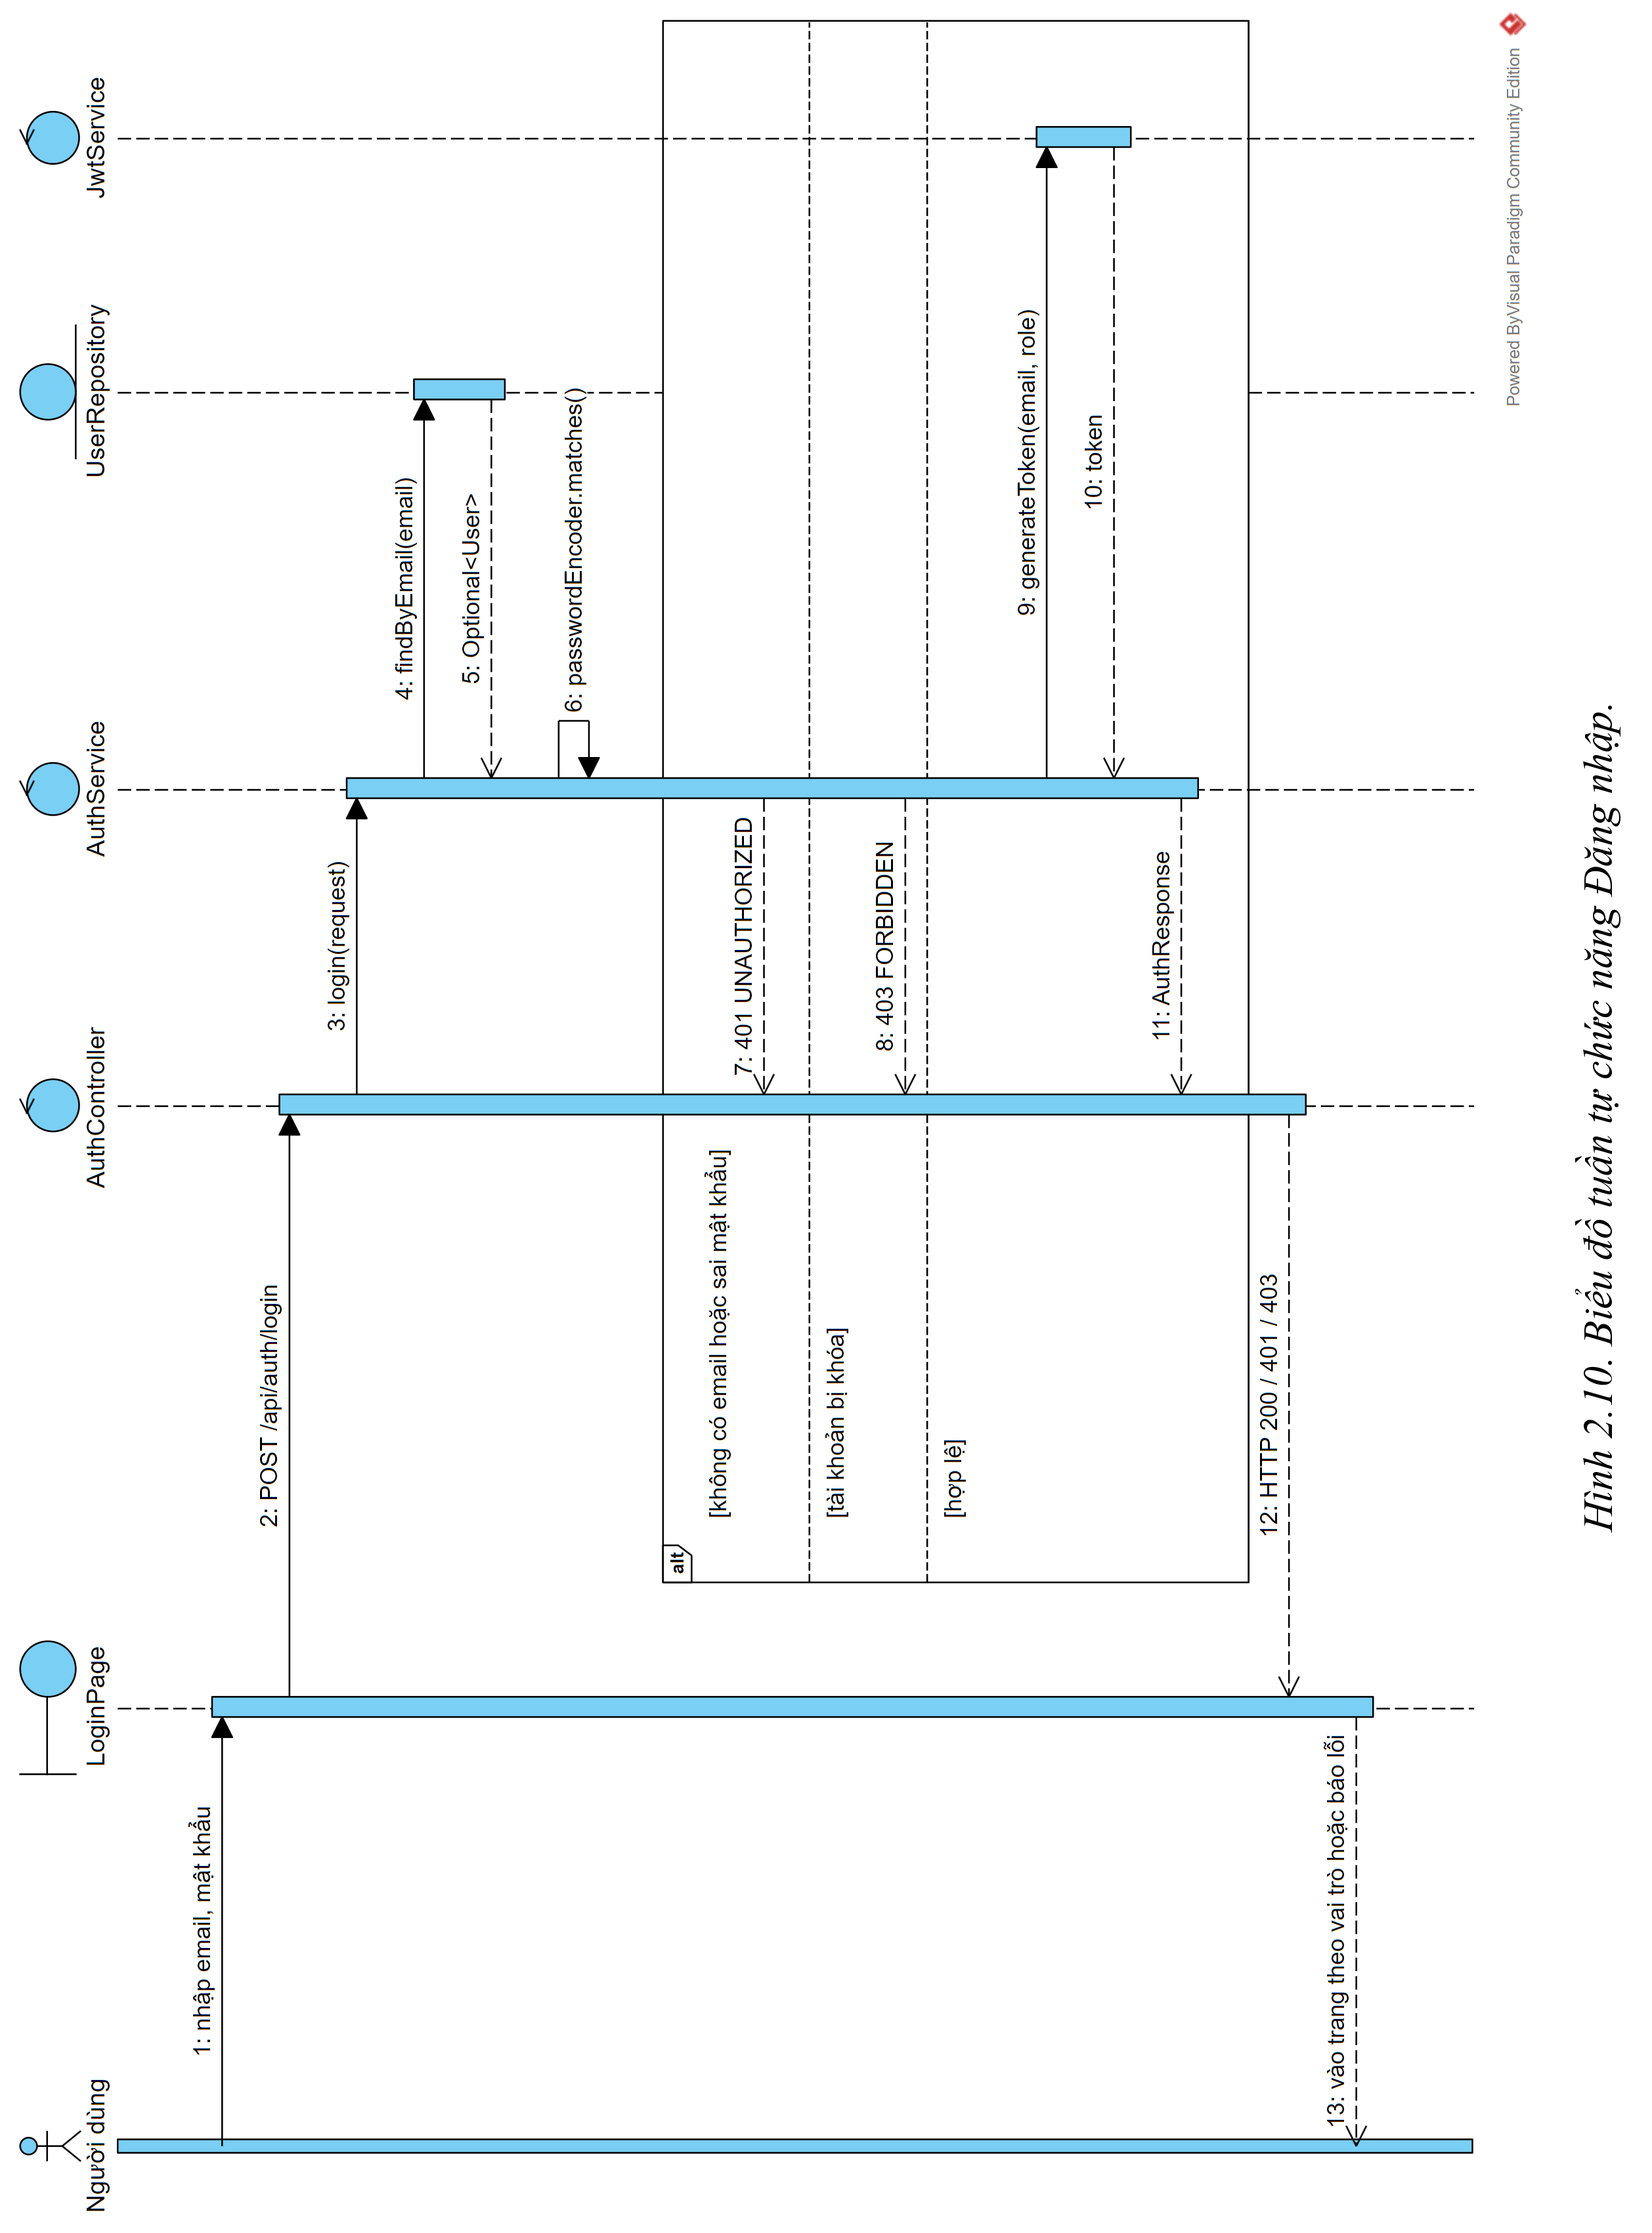 Người dùng
LoginPage
AuthController
AuthService
UserRepository
JwtService
1: nhập email, mật khẩu
2: POST /api/auth/login
3: login(request)
4: findByEmail(email)
5: Optional<User>
6: passwordEncoder.matches()
alt
[không có email hoặc sai mật khẩu]
7: 401 UNAUTHORIZED
[tài khoản bị khóa]
8: 403 FORBIDDEN
[hợp lệ]
9: generateToken(email, role)
10: token
11: AuthResponse
12: HTTP 200 / 401 / 403
13: vào trang theo vai trò hoặc báo lỗi
Powered ByVisual Paradigm Community Edition
Hình 2.10. Biểu đồ tuần tự chức năng Đăng nhập.